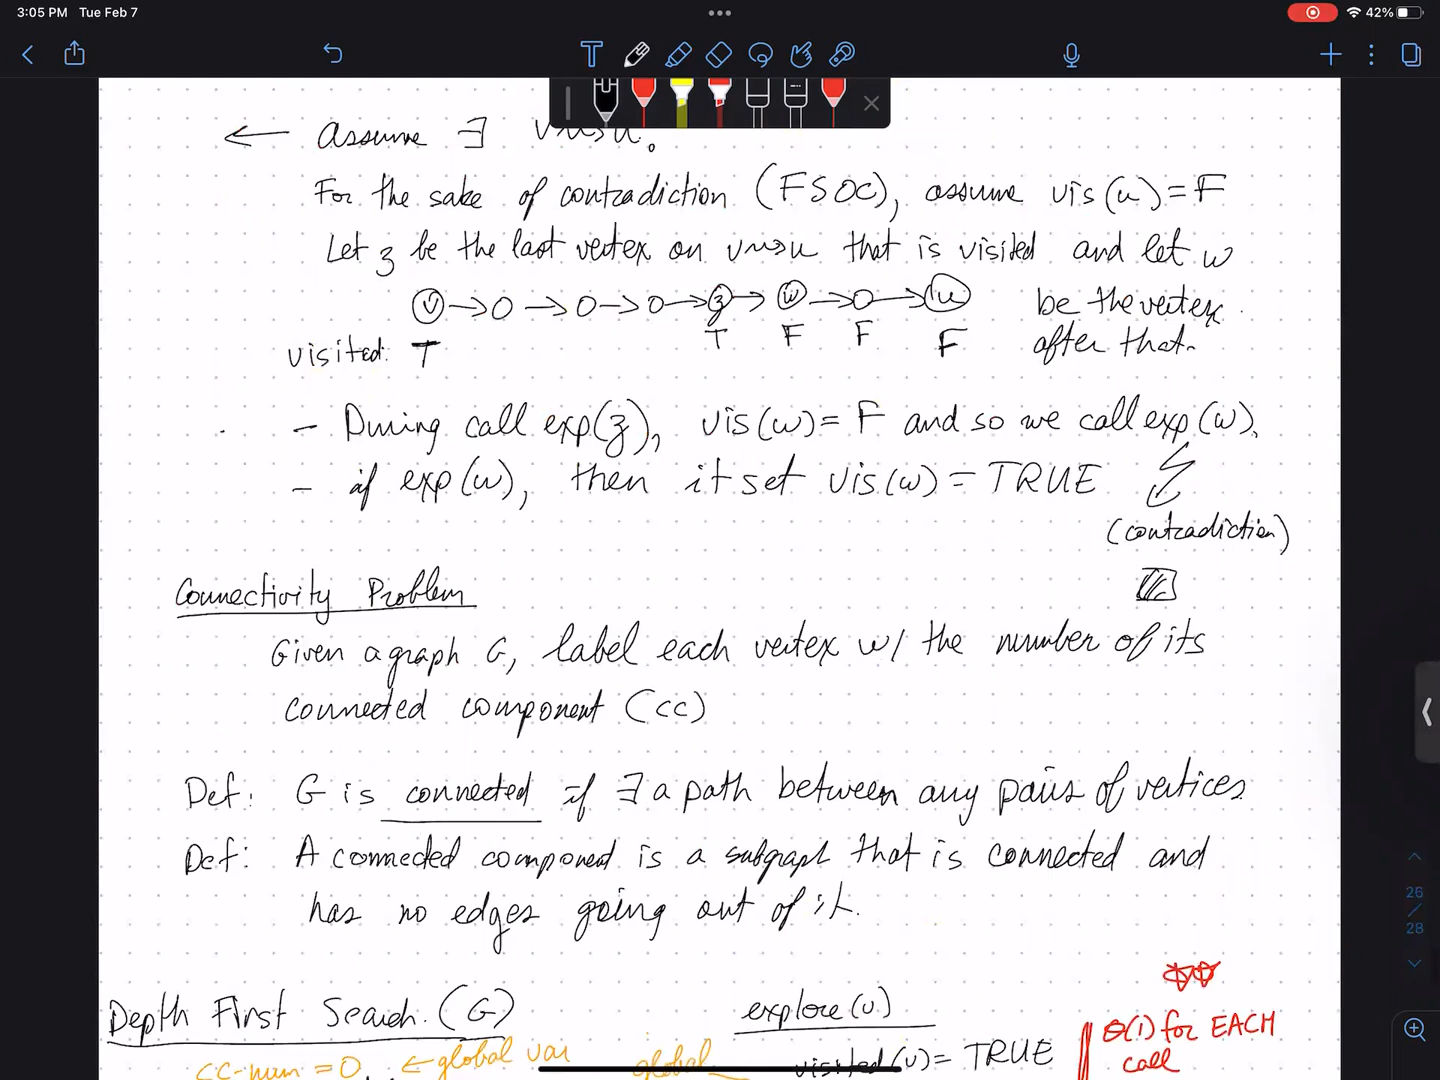 3:05 PM Tue Feb 7
42%
← assume ∃ v⇝u.
For the sake of contradiction (FSOC), assume vis(u) = F
Let z be the last vertex on v⇝u that is visited and let w
v → O → O → O → z → w → O → u
be the vertex
visited: T T F F F
after that.
- During call exp(z), vis(w) = F and so we call exp(w).
- if exp(w), then it set vis(w) = TRUE
(contradiction)
Connectivity Problem
Given a graph G, label each vertex w/ the number of its
connected component (cc)
Def: G is connected if ∃ a path between any pairs of vertices.
Def: A connected component is a subgraph that is connected and
has no edges going out of it.
26
/
28
Depth First Search (G)
explore(v)
θ(1) for EACH
call
cc-num = 0 ← global var
global
visited(v) = TRUE